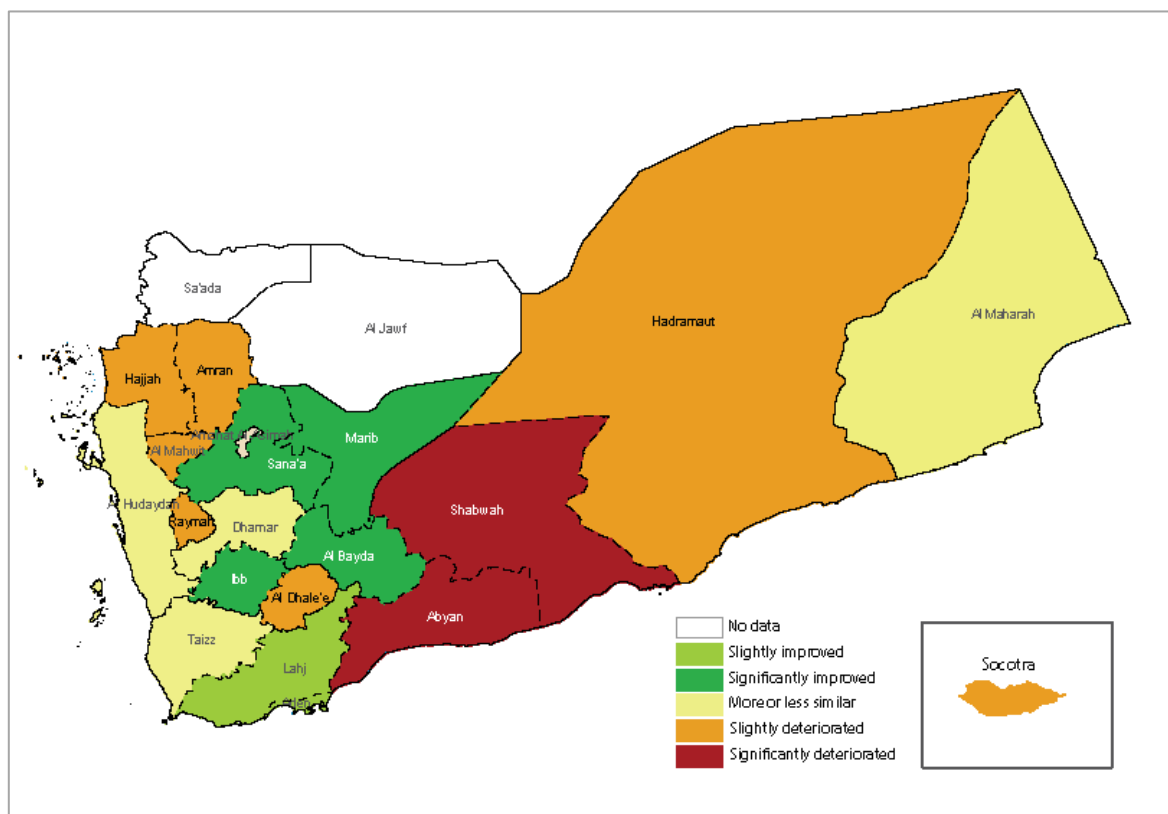 Sa'ada
Al Jawf
Hadramaut
Al Maharah
Hajjah
Amran
Marib
Al Mahwit
Sana'a
Al Hudaydah
Raymah
Dhamar
Shabwah
Al Bayda
Ibb
Al Dhale'e
Abyan
Taizz
Lahj
Aden
No data
Slightly improved
Significantly improved
More or less similar
Slightly deteriorated
Significantly deteriorated
Socotra